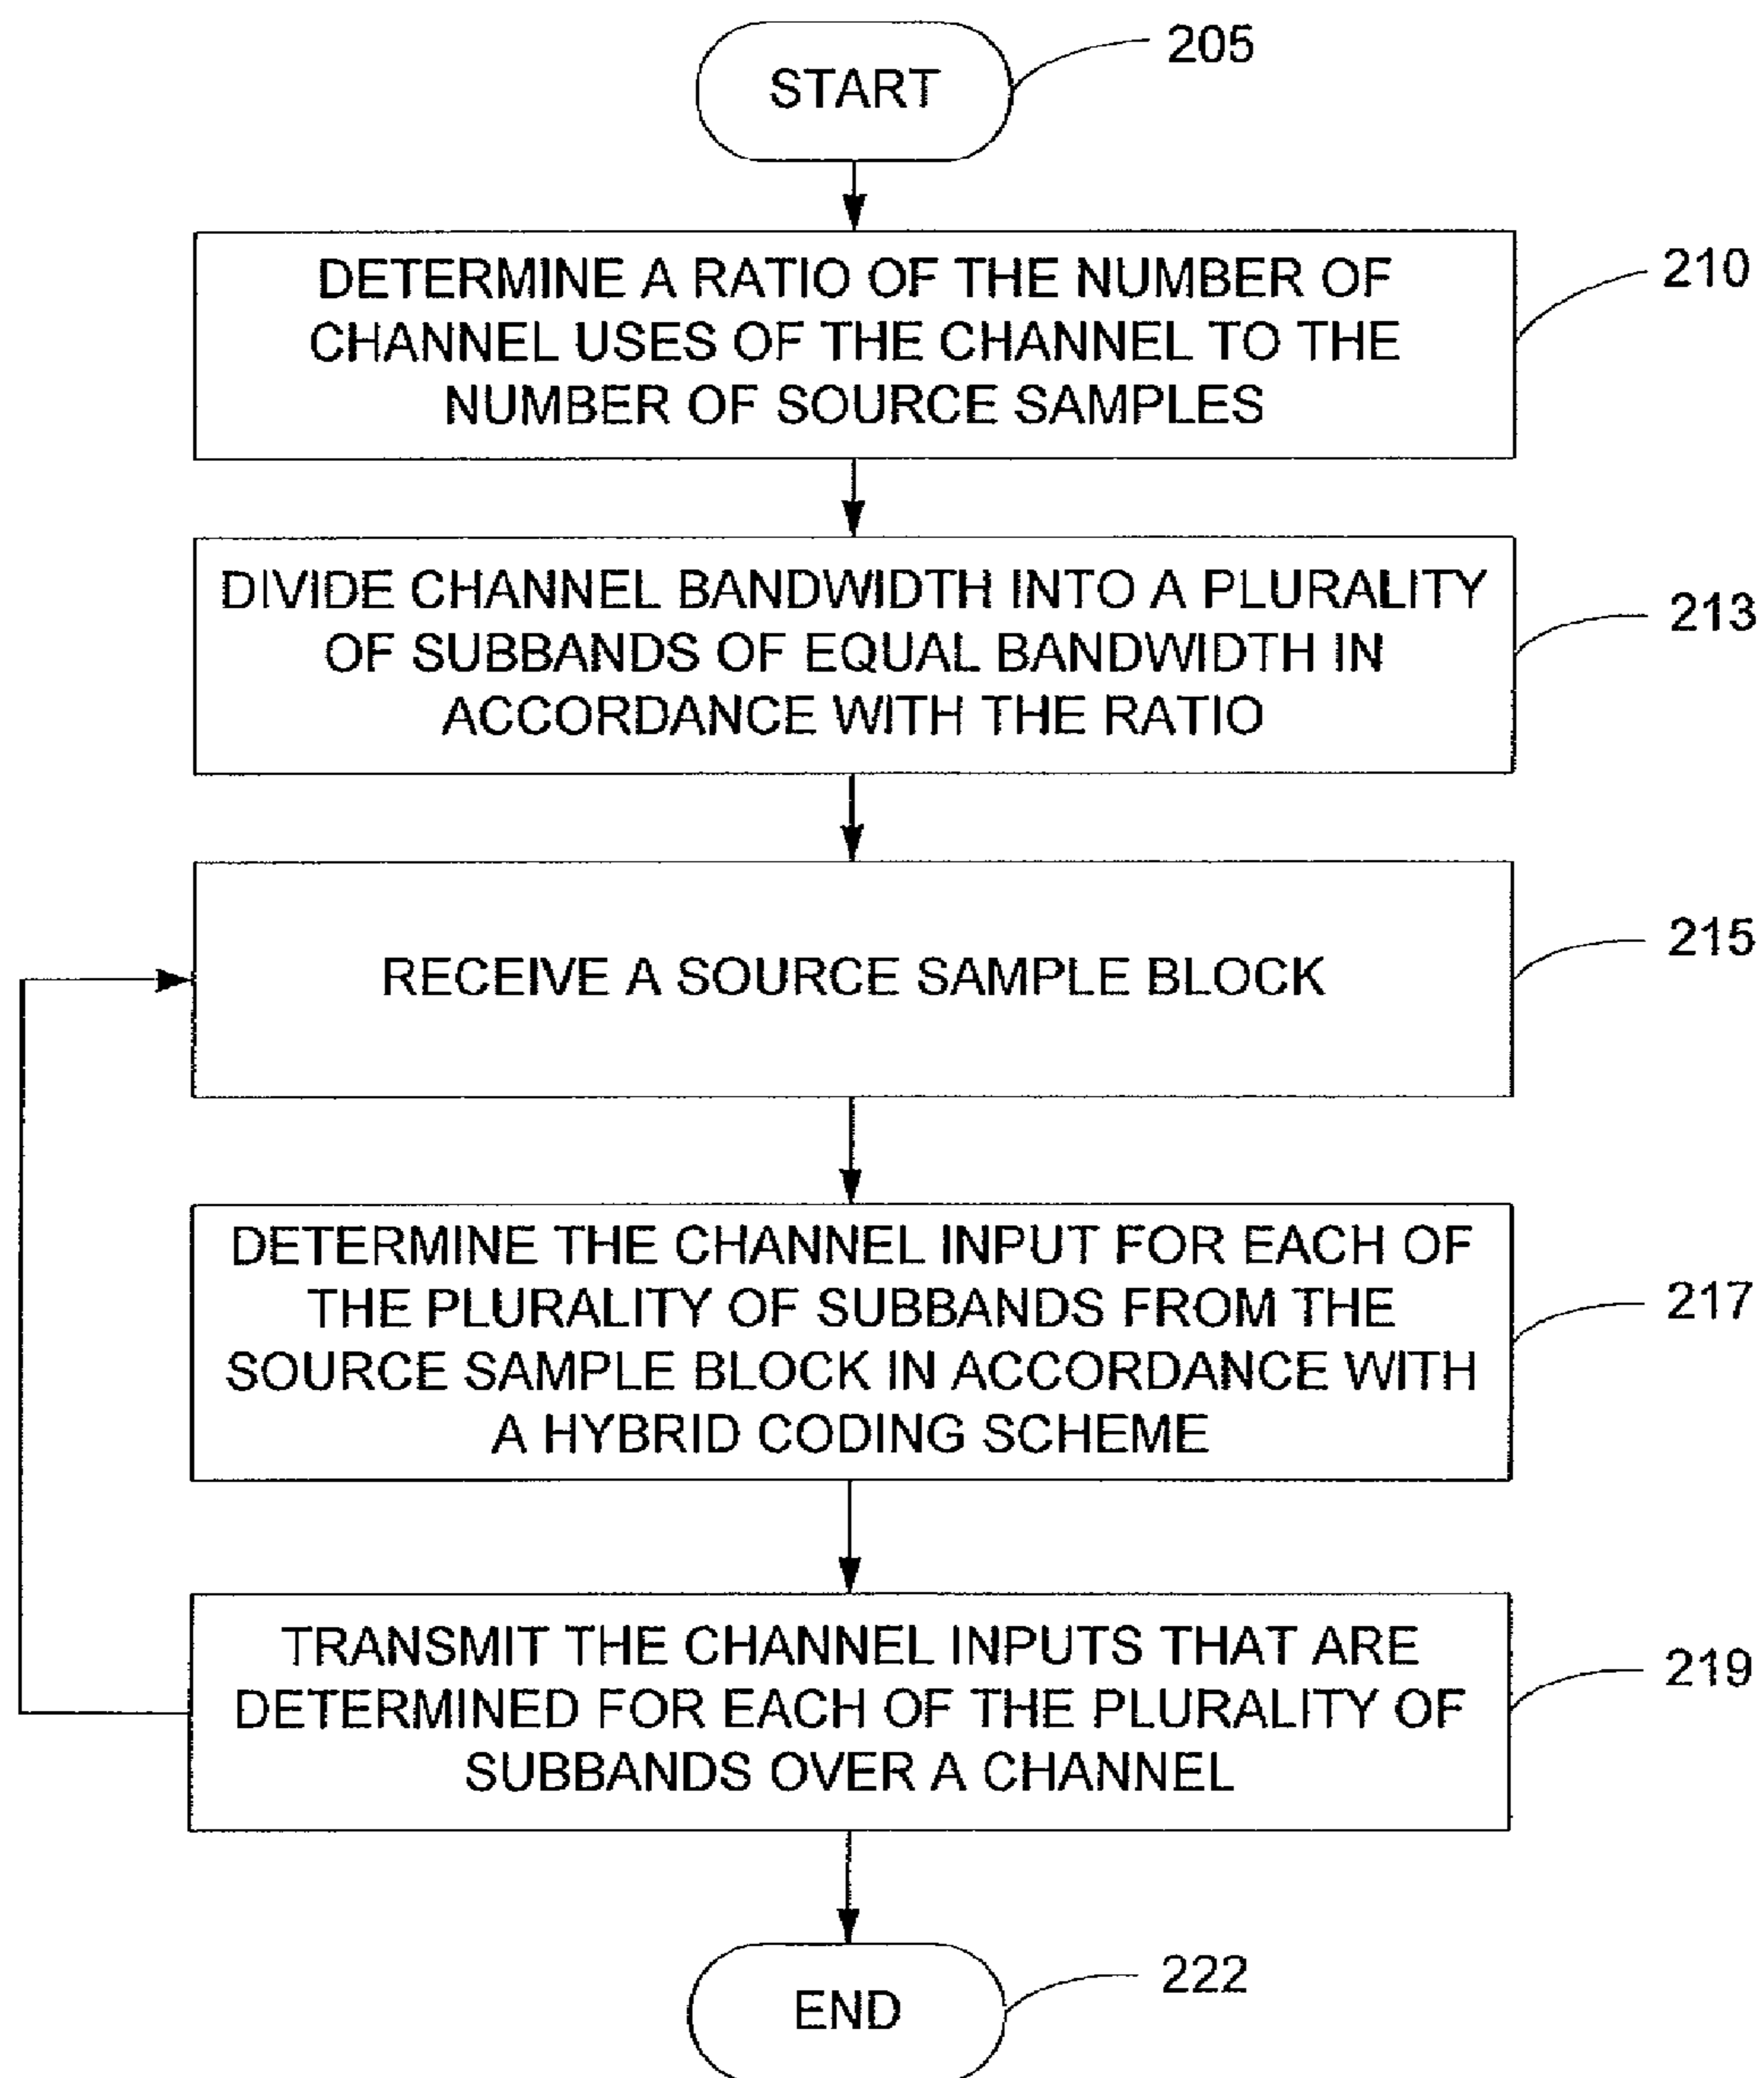 START
205
DETERMINE A RATIO OF THE NUMBER OF
CHANNEL USES OF THE CHANNEL TO THE
NUMBER OF SOURCE SAMPLES
210
DIVIDE CHANNEL BANDWIDTH INTO A PLURALITY
OF SUBBANDS OF EQUAL BANDWIDTH IN
ACCORDANCE WITH THE RATIO
213
RECEIVE A SOURCE SAMPLE BLOCK
215
DETERMINE THE CHANNEL INPUT FOR EACH OF
THE PLURALITY OF SUBBANDS FROM THE
SOURCE SAMPLE BLOCK IN ACCORDANCE WITH
A HYBRID CODING SCHEME
217
TRANSMIT THE CHANNEL INPUTS THAT ARE
DETERMINED FOR EACH OF THE PLURALITY OF
SUBBANDS OVER A CHANNEL
219
END
222